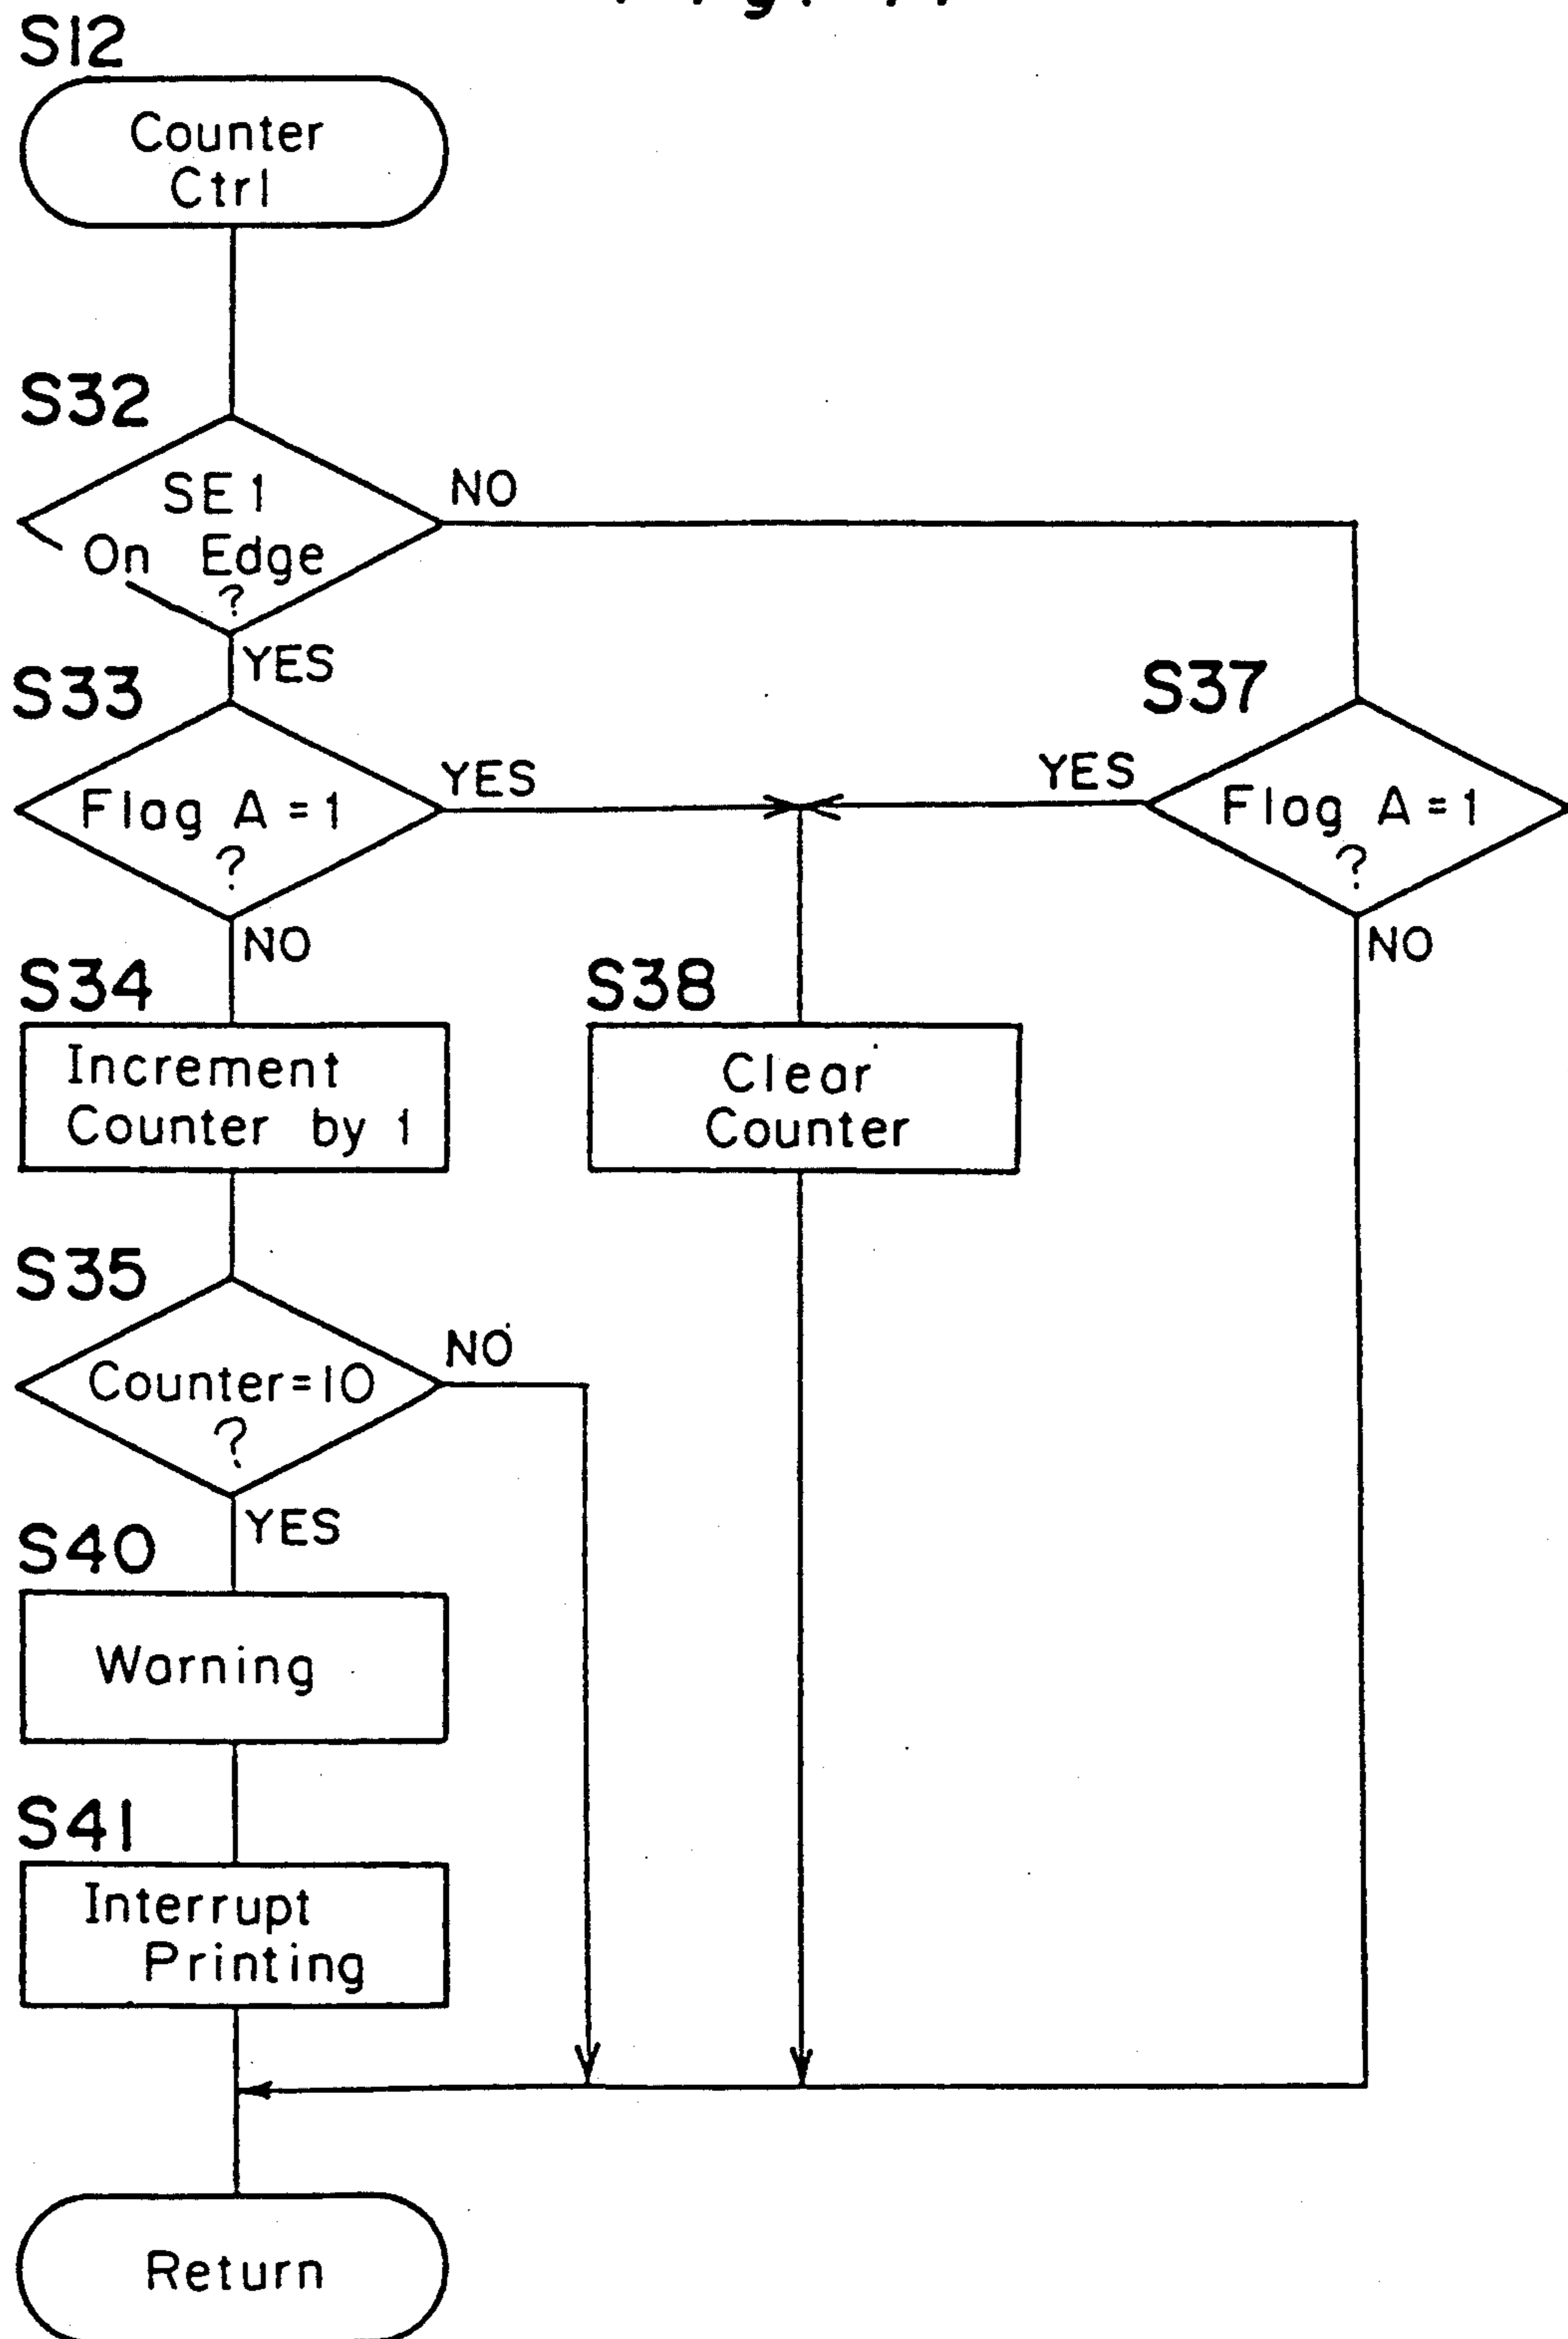 S12
Counter
Ctrl
S32
SE1
On Edge
?
NO
YES
S33
Flag A=1
?
YES
NO
S37
Flag A=1
?
YES
NO
S34
Increment
Counter by 1
S38
Clear
Counter
S35
Counter=10
?
NO
YES
S40
Warning
S41
Interrupt
Printing
Return